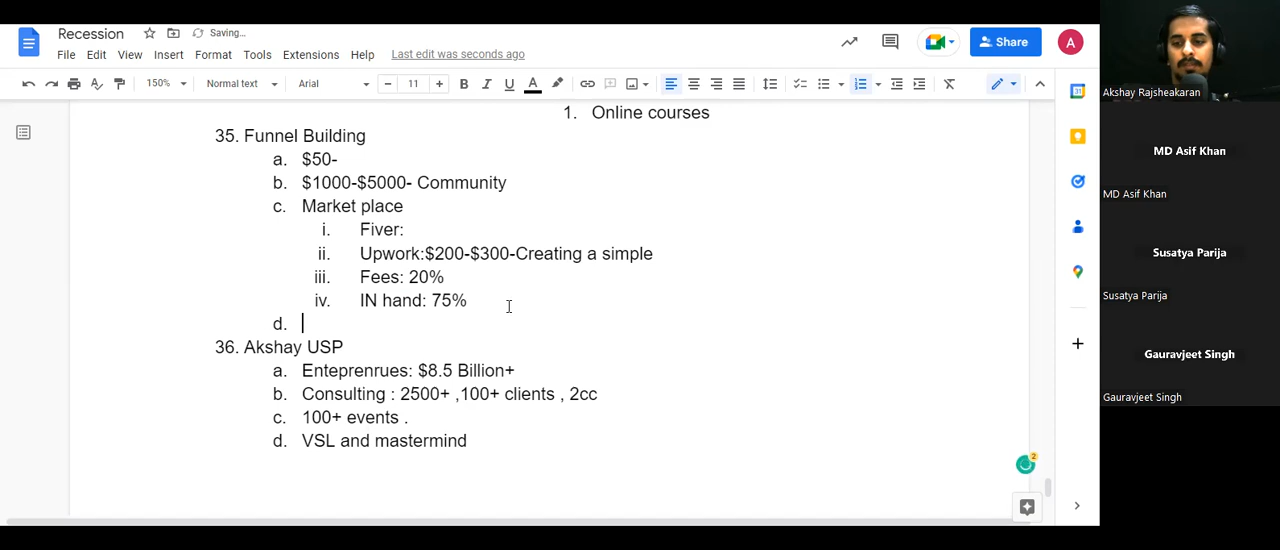 Recession
Saving...
File Edit View Insert Format Tools Extensions Help Last edit was seconds ago
Share
A
150% Normal text Arial 11 B I U A
1. Online courses
35. Funnel Building
a. $50-
b. $1000-$5000- Community
c. Market place
i. Fiver:
ii. Upwork:$200-$300-Creating a simple
iii. Fees: 20%
iv. IN hand: 75%
d.
36. Akshay USP
a. Enteprenrues: $8.5 Billion+
b. Consulting : 2500+ ,100+ clients , 2cc
c. 100+ events .
d. VSL and mastermind
2
Akshay Rajsheakaran
MD Asif Khan
MD Asif Khan
Susatya Parija
Susatya Parija
Gauravjeet Singh
Gauravjeet Singh